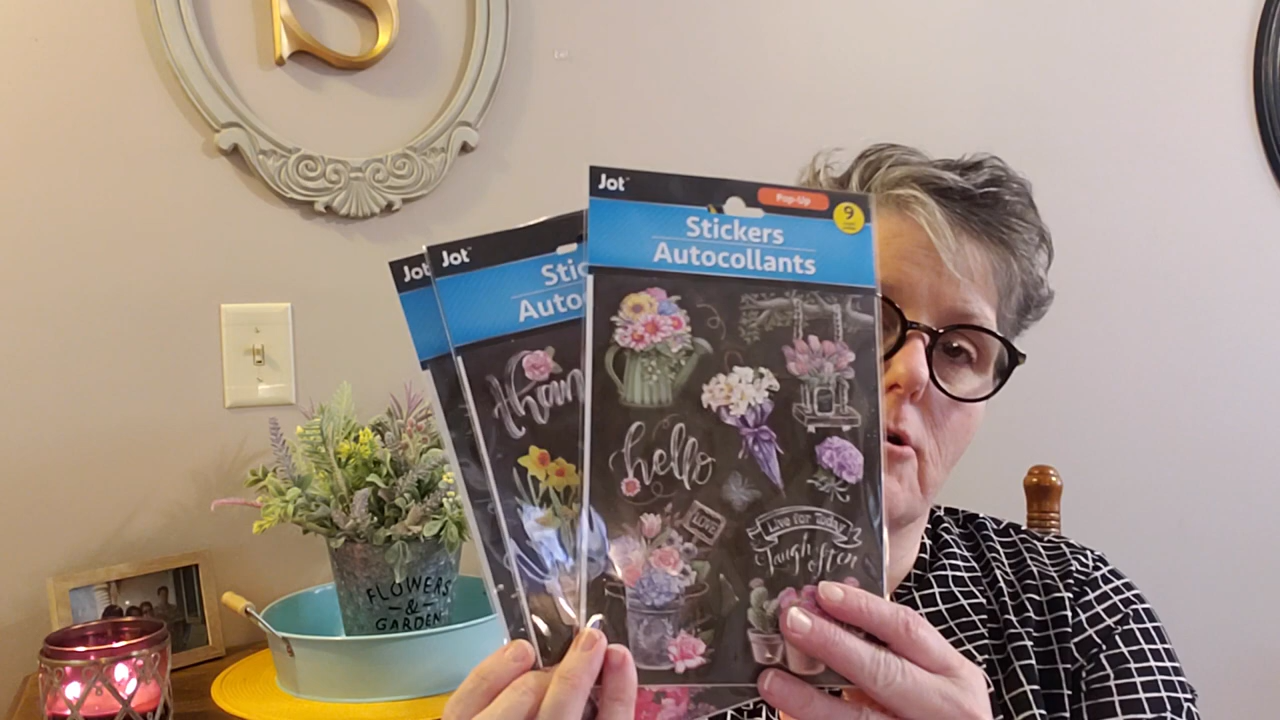 S
Jot
Jot
Stic
Auto
than
Jot
Pop-Up
9
Stickers
Autocollants
hello
LOVE
Live for Today
Laugh often
FLOWERS
&
GARDEN